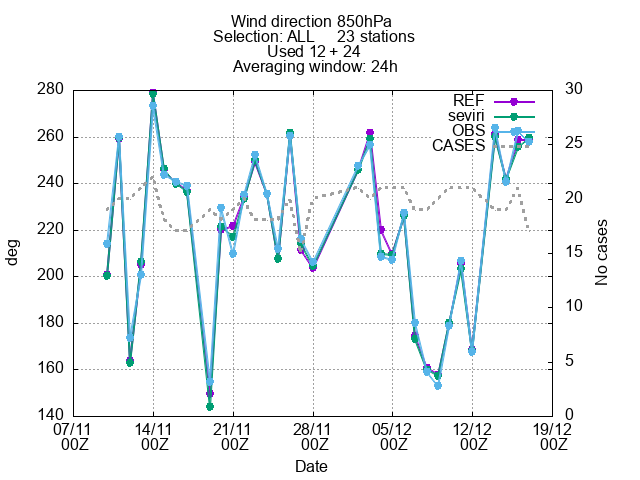 Wind direction 850hPa
Selection: ALL 23 stations
Used 12 + 24
Averaging window: 24h
280
260
240
220
200
180
160
140
deg
30
25
20
15
10
5
0
No cases
REF
seviri
OBS
CASES
07/11 14/11 21/11 28/11 05/12 12/12 19/12
00Z 00Z 00Z 00Z 00Z 00Z 00Z
Date